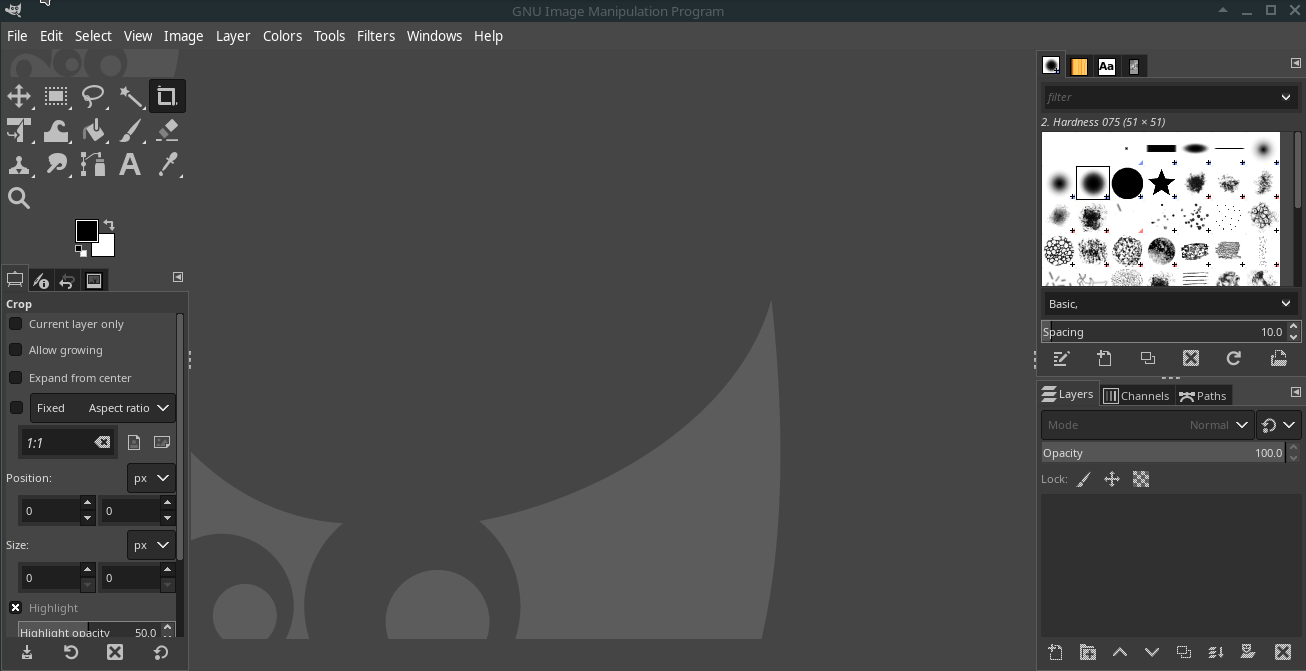 GNU Image Manipulation Program
File Edit Select View Image Layer Colors Tools Filters Windows Help
Aa
filter
2. Hardness 075 (51 × 51)
Basic,
Spacing 10.0
Crop
Current layer only
Allow growing
Expand from center
Fixed Aspect ratio
1:1
Position: px
0 0
Size: px
0 0
Highlight
Highlight opacity 50.0
Layers Channels Paths
Mode Normal
Opacity 100.0
Lock: